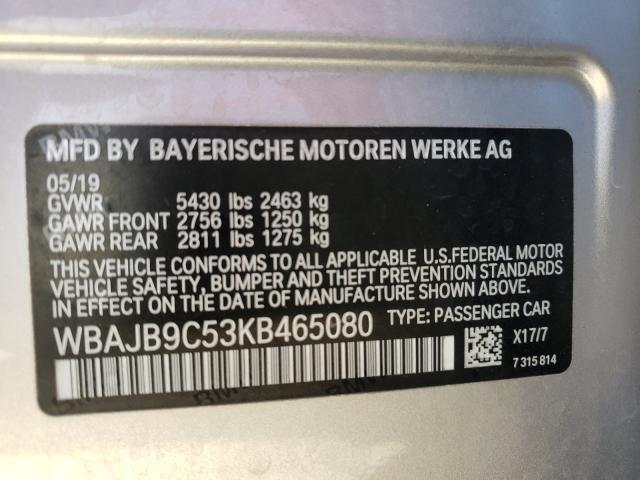 MFD BY BAYERISCHE MOTOREN WERKE AG
05/19
GVWR 5430 lbs 2463 kg
GAWR FRONT 2756 lbs 1250 kg
GAWR REAR 2811 lbs 1275 kg
THIS VEHICLE CONFORMS TO ALL APPLICABLE U.S.FEDERAL MOTOR
VEHICLE SAFETY, BUMPER AND THEFT PREVENTION STANDARDS
IN EFFECT ON THE DATE OF MANUFACTURE SHOWN ABOVE.
WBAJB9C53KB465080 TYPE: PASSENGER CAR
X17/7
7 315 814